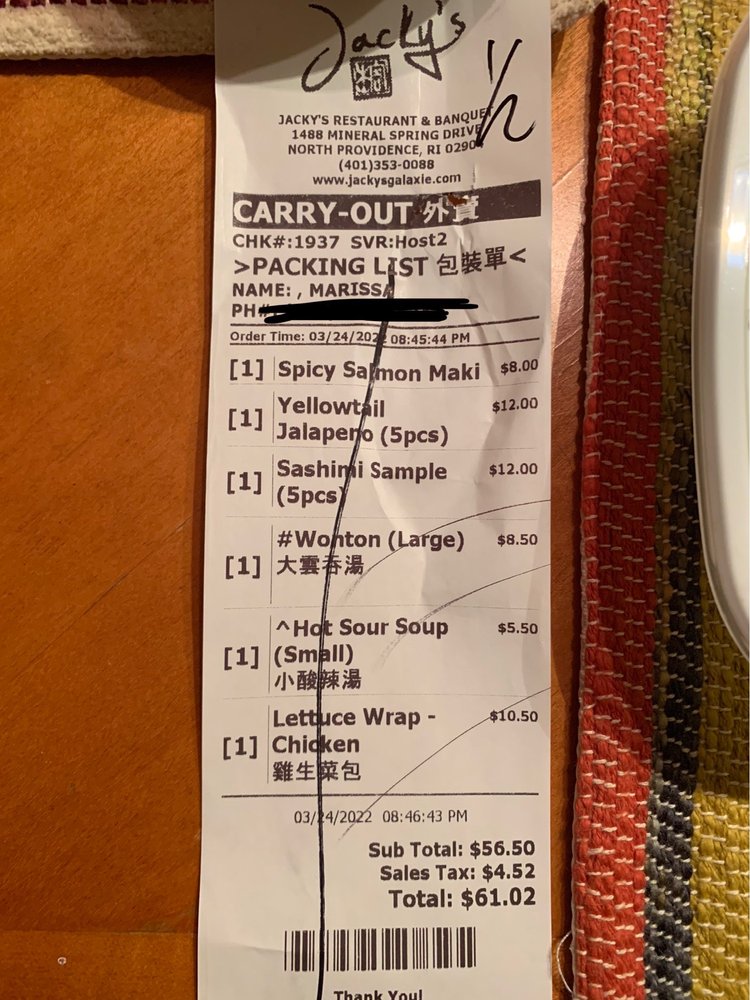 Jacky's
1/2
JACKY'S RESTAURANT & BANQUET
1488 MINERAL SPRING DRIVE
NORTH PROVIDENCE, RI
(401)353-0088
www.jackysgalaxie.com
CARRY-OUT 外賣
CHK#:1937 SVR:Host2
>PACKING LIST 包裝單<
NAME: , MARISSA
PH#
Order Time: 03/24/2022 08:45:44 PM
[1] Spicy Salmon Maki $8.00
[1] Yellowtail $12.00
Jalapeno (5pcs)
[1] Sashimi Sample $12.00
(5pcs)
#Wonton (Large) $8.50
[1] 大雲吞湯
^Hot Sour Soup $5.50
[1] (Small)
小酸辣湯
Lettuce Wrap - $10.50
[1] Chicken
雞生菜包
03/24/2022 08:46:43 PM
Sub Total: $56.50
Sales Tax: $4.52
Total: $61.02
Thank You!